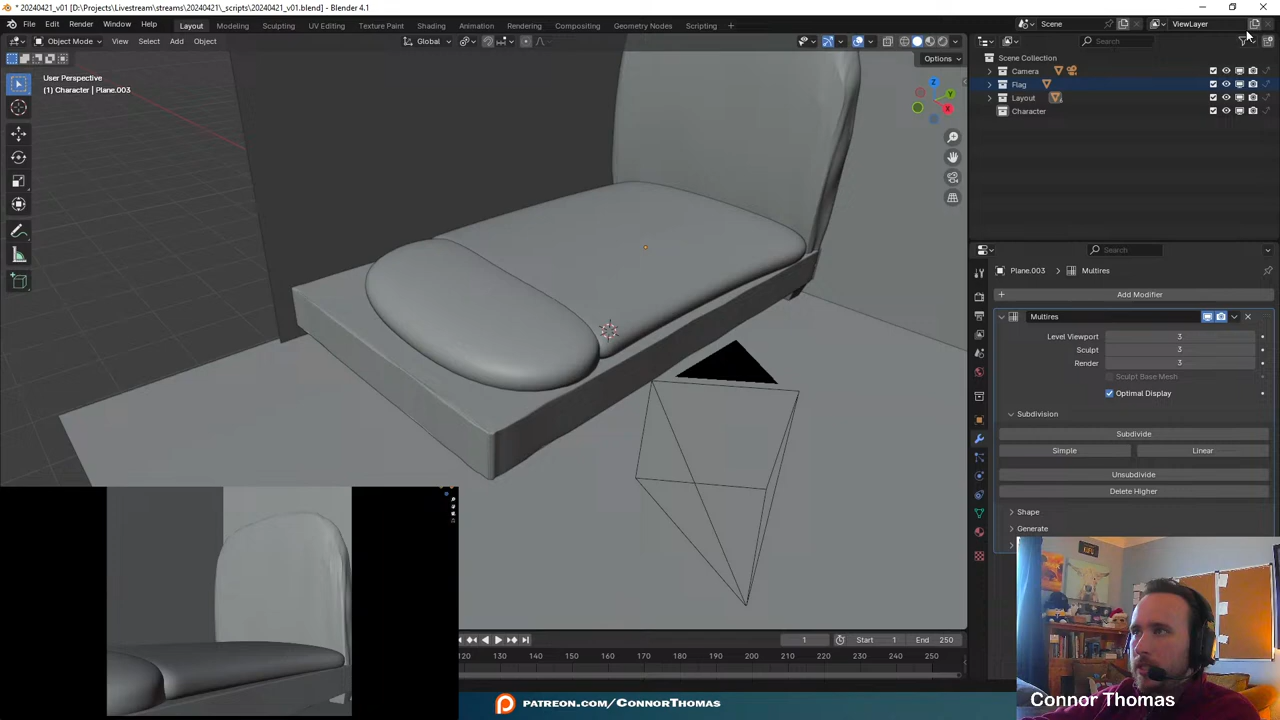 * 20240421_v01 [D:\Projects\Livestream\streams\20240421\_scripts\20240421_v01.blend] - Blender 4.1
File Edit Render Window Help Layout Modeling Sculpting UV Editing Texture Paint Shading Animation Rendering Compositing Geometry Nodes Scripting + Scene ViewLayer
Object Mode View Select Add Object Global Search
Options
User Perspective
(1) Character | Plane.003
Z
Y
X
Scene Collection
Camera
Flag
Layout
Character
Search
Plane.003 > Multires
+ Add Modifier
Multires
Level Viewport 3
Sculpt 3
Render 3
Sculpt Base Mesh
Optimal Display
Subdivision
Subdivide
Simple Linear
Unsubdivide
Delete Higher
Shape
Generate
1 Start 1 End 250
120 130 140 150 160 170 180 190 200 210 220 230 240 250
PATREON.COM/CONNORTHOMAS
Connor Thomas